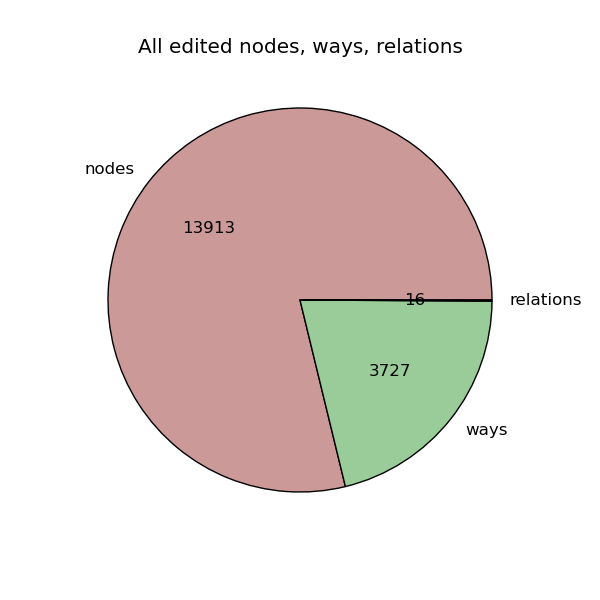 All edited nodes, ways, relations
nodes
13913
16
relations
3727
ways